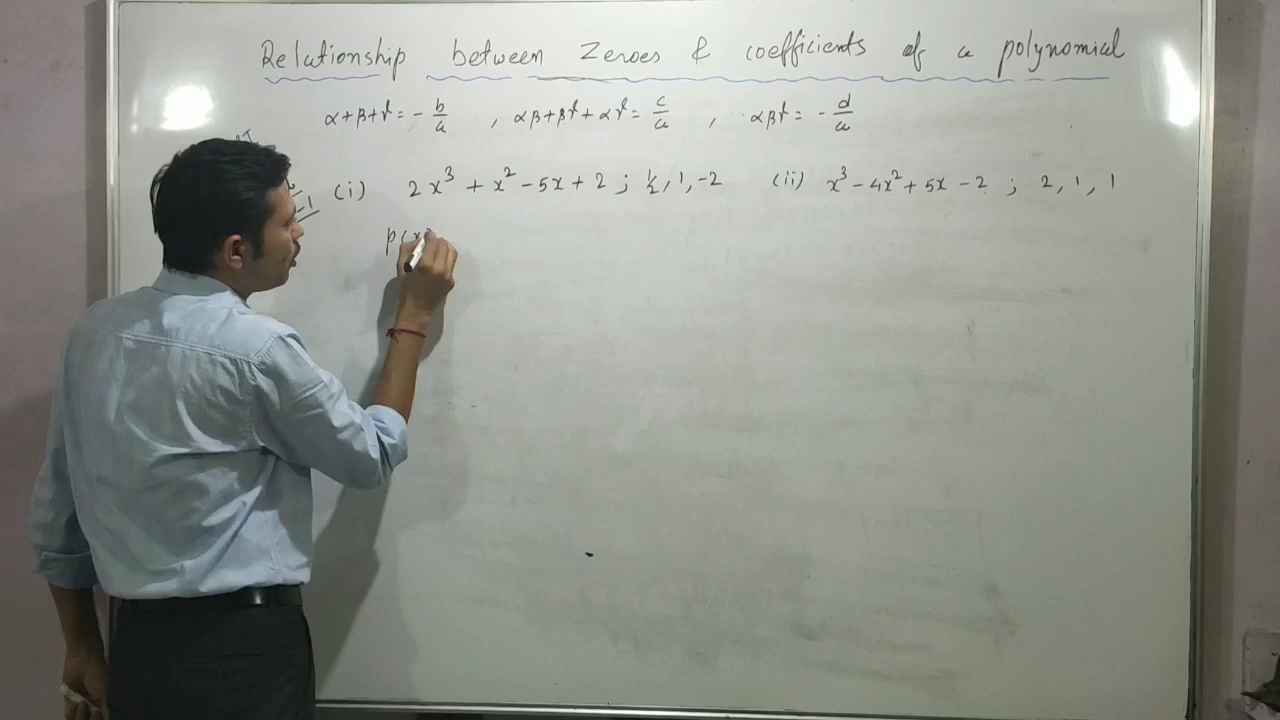 Relationship between Zeroes & coefficients of a polynomial
α+β+γ = -b/a , αβ+βγ+αγ = c/a , αβγ = -d/a
(i) 2x³ + x² - 5x + 2 ; 1/2, 1, -2 (ii) x³ - 4x² + 5x - 2 ; 2, 1, 1
p(x)